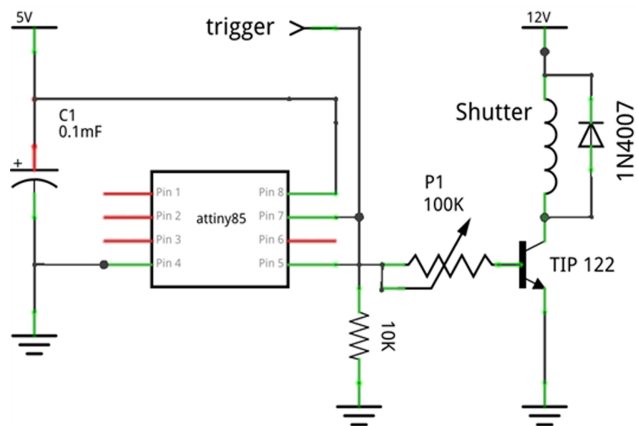 5V
trigger
12V
C1
0.1mF
Shutter
1N4007
+
Pin 1
Pin 8
P1
100K
Pin 2
attiny85
Pin 7
Pin 3
Pin 6
Pin 4
Pin 5
TIP 122
10K